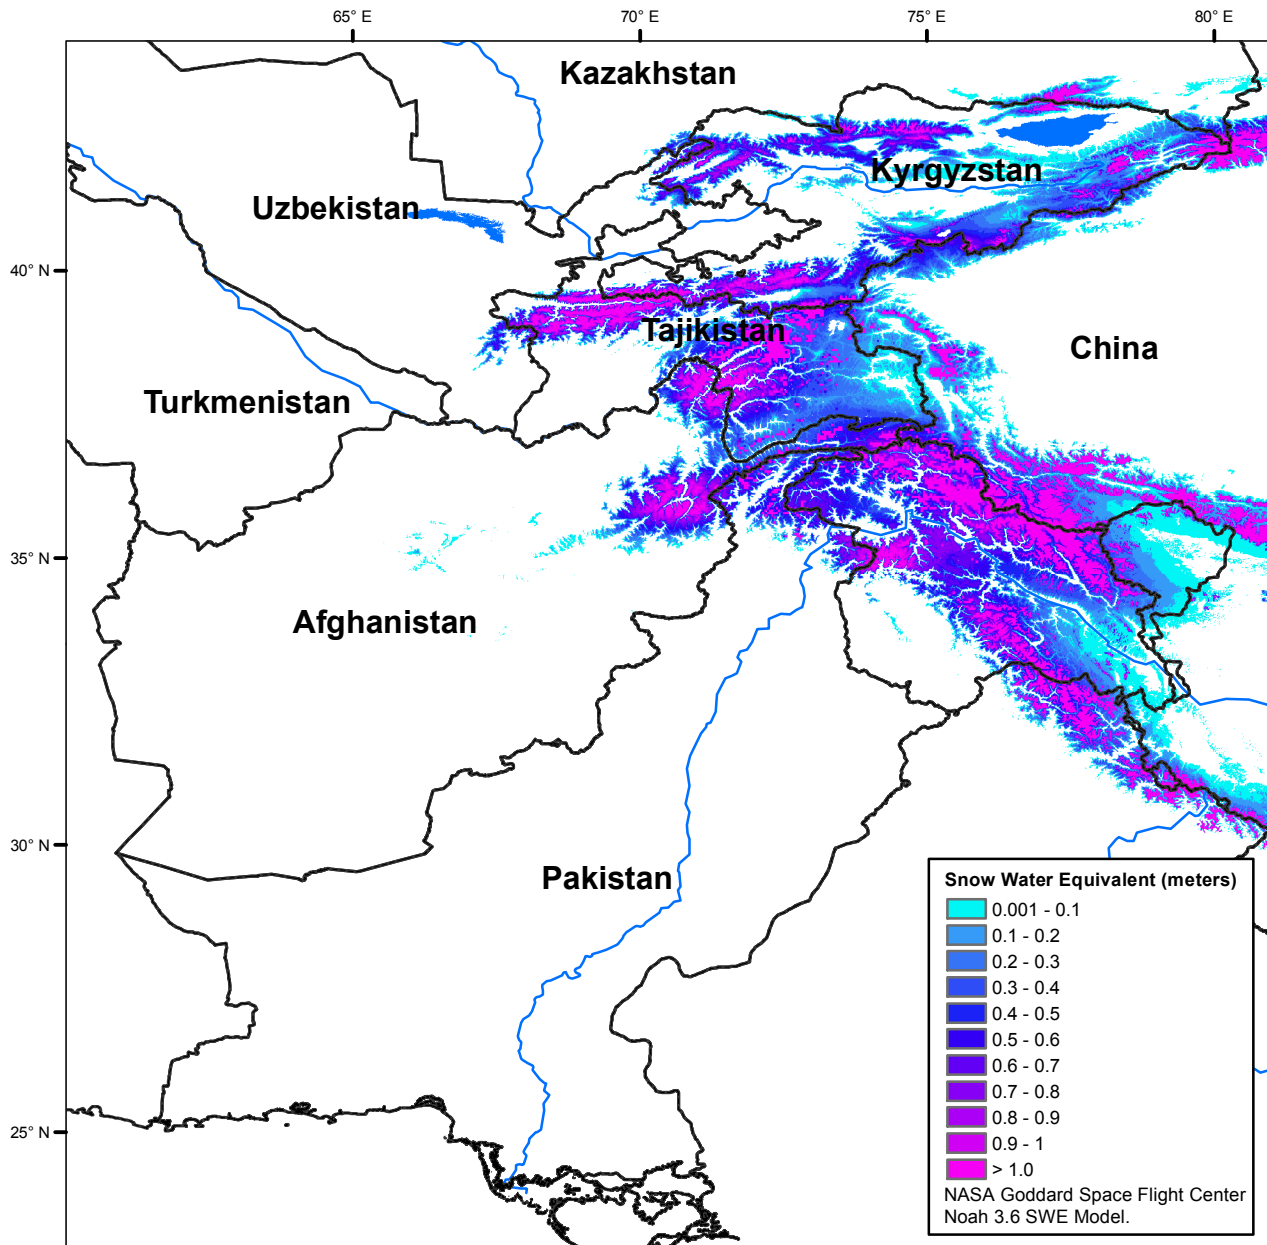 65° E
70° E
75° E
80° E
Kazakhstan
Kyrgyzstan
Uzbekistan
40° N
Tajikistan
China
Turkmenistan
35° N
Afghanistan
30° N
Pakistan
25° N
Snow Water Equivalent (meters)
0.001 - 0.1
0.1 - 0.2
0.2 - 0.3
0.3 - 0.4
0.4 - 0.5
0.5 - 0.6
0.6 - 0.7
0.7 - 0.8
0.8 - 0.9
0.9 - 1
> 1.0
NASA Goddard Space Flight Center
Noah 3.6 SWE Model.